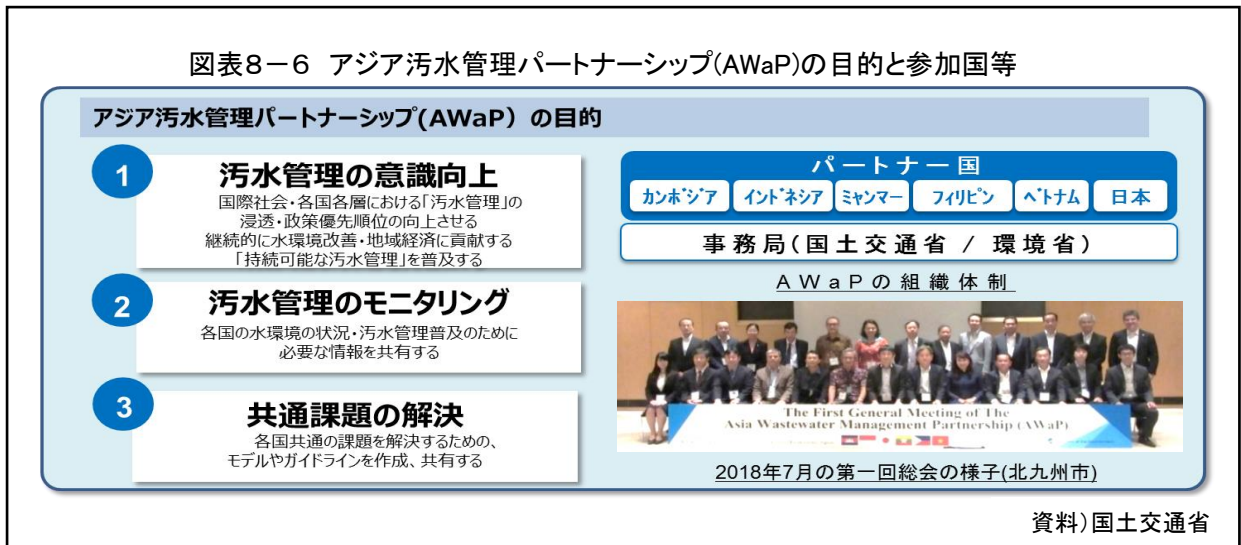 図表8-6 アジア汚水管理パートナーシップ(AWaP)の目的と参加国等
アジア汚水管理パートナーシップ(AWaP）の目的
1
汚水管理の意識向上
国際社会・各国各層における「汚水管理」の
浸透・政策優先順位の向上させる
継続的に水環境改善・地域経済に貢献する
「持続可能な汚水管理」を普及する
2
汚水管理のモニタリング
各国の水環境の状況・汚水管理普及のために
必要な情報を共有する
3
共通課題の解決
各国共通の課題を解決するための、
モデルやガイドラインを作成、共有する
パートナー国
カンボジア インドネシア ミャンマー フィリピン ベトナム 日本
事務局(国土交通省 / 環境省)
AWaPの組織体制
The First General Meeting of The
Asia Wastewater Management Partnership (AWaP)
2018年7月の第一回総会の様子(北九州市)
資料)国土交通省